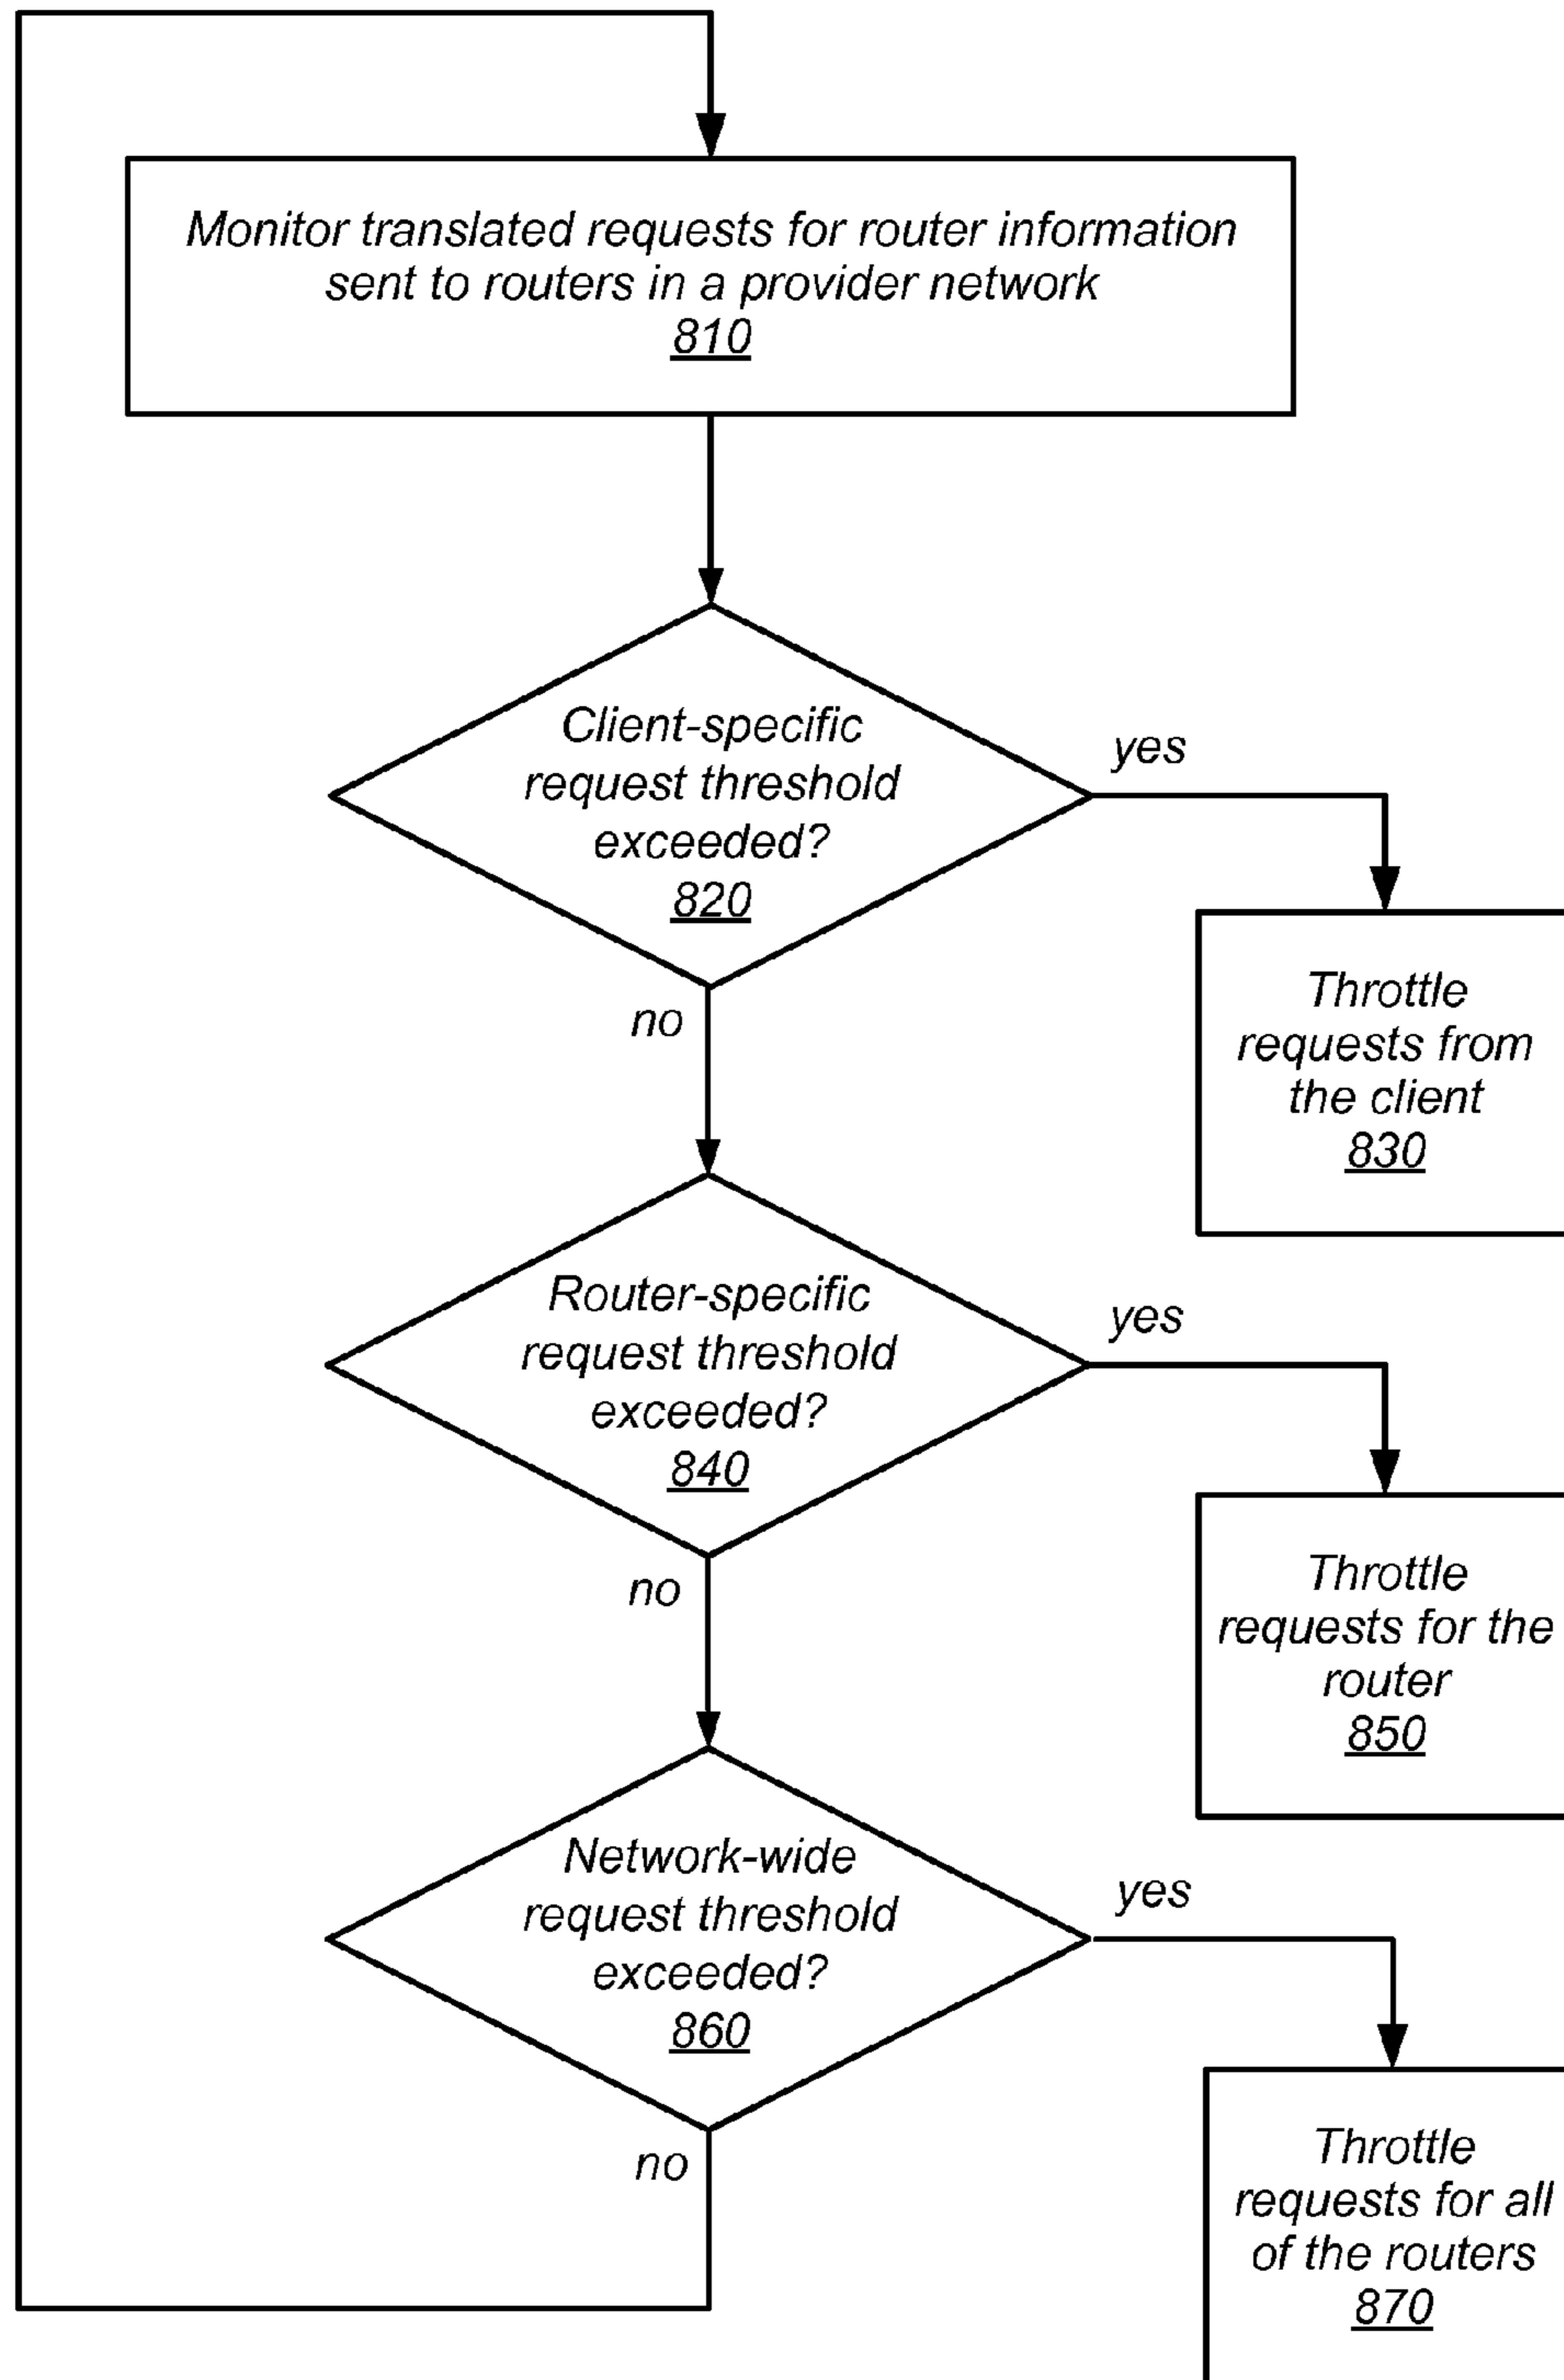 Monitor translated requests for router information
sent to routers in a provider network
810
Client-specific
request threshold
exceeded?
820
yes
no
Throttle
requests from
the client
830
Router-specific
request threshold
exceeded?
840
yes
no
Throttle
requests for the
router
850
Network-wide
request threshold
exceeded?
860
yes
no
Throttle
requests for all
of the routers
870